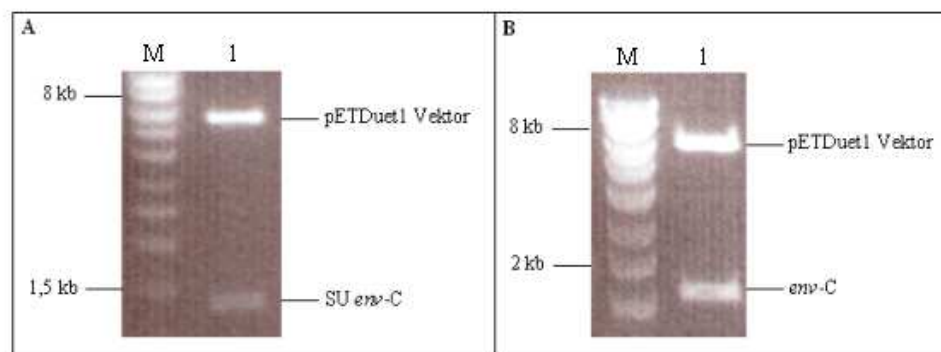 A
M 1
8 kb
pETDuet1 Vektor
1,5 kb
SU env-C
B
M 1
8 kb
pETDuet1 Vektor
2 kb
env-C